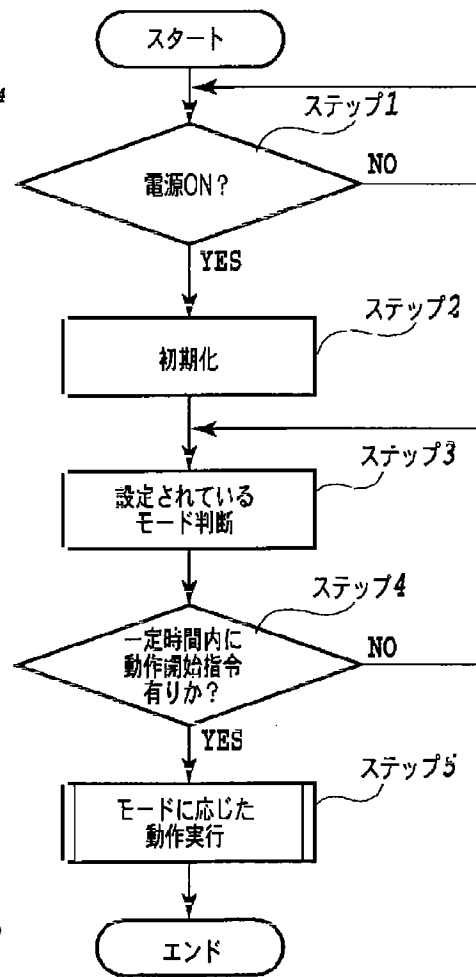 スタート
ステップ1
電源ON?
NO
YES
ステップ2
初期化
ステップ3
設定されている
モード判断
ステップ4
一定時間内に
動作開始指令
有りか?
NO
YES
ステップ5
モードに応じた
動作実行
エンド